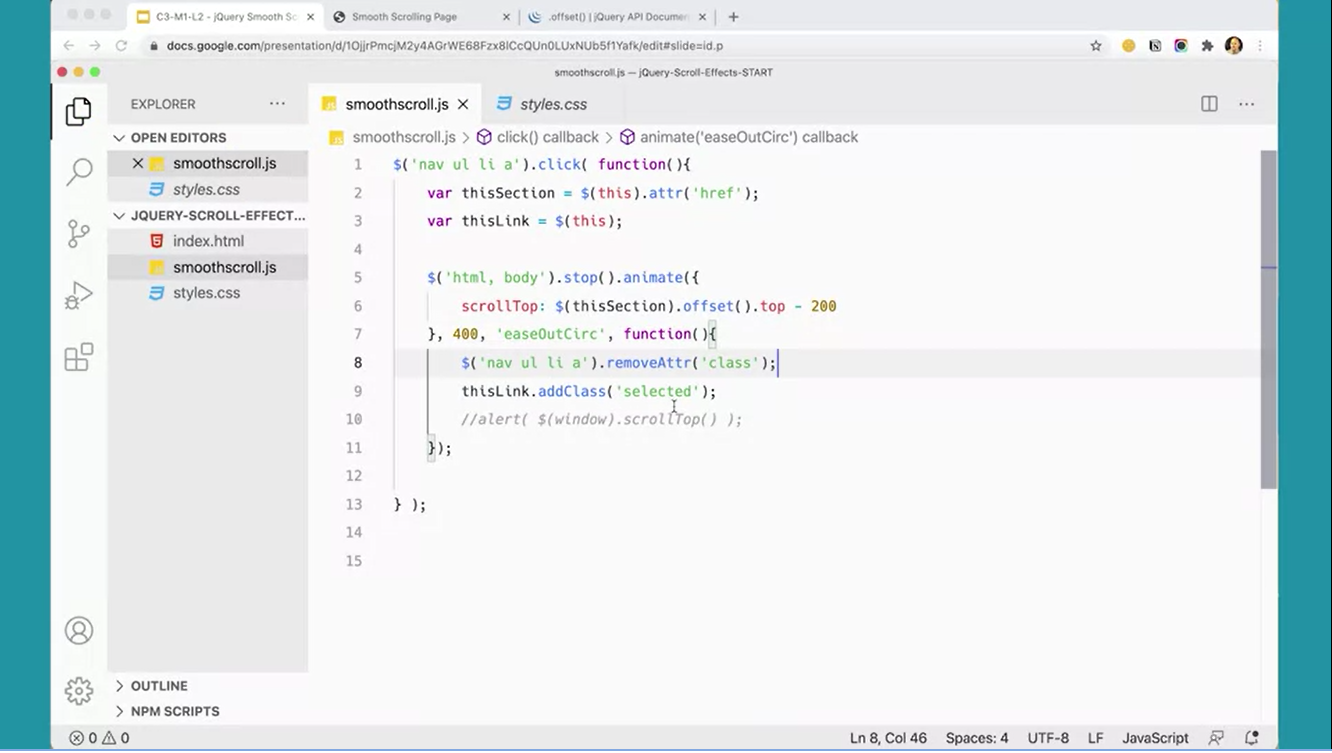 C3-M1-L2 - jQuery Smooth Sc
Smooth Scrolling Page
.offset() | jQuery API Documen
docs.google.com/presentation/d/1OjjrPmcjM2y4AGrWE68Fzx8lCcQUn0LUxNUb5f1Yafk/edit#slide=id.p
smoothscroll.js — jQuery-Scroll-Effects-START
EXPLORER
OPEN EDITORS
JS smoothscroll.js
styles.css
JQUERY-SCROLL-EFFECT...
index.html
JS smoothscroll.js
styles.css
OUTLINE
NPM SCRIPTS
JS smoothscroll.js
styles.css
JS smoothscroll.js > click() callback > animate('easeOutCirc') callback
1 $('nav ul li a').click( function(){
2 var thisSection = $(this).attr('href');
3 var thisLink = $(this);
4
5 $('html, body').stop().animate({
6 scrollTop: $(thisSection).offset().top - 200
7 }, 400, 'easeOutCirc', function(){
8 $('nav ul li a').removeAttr('class');
9 thisLink.addClass('selected');
10 //alert( $(window).scrollTop() );
11 });
12
13 } );
14
15
0 0
Ln 8, Col 46 Spaces: 4 UTF-8 LF JavaScript